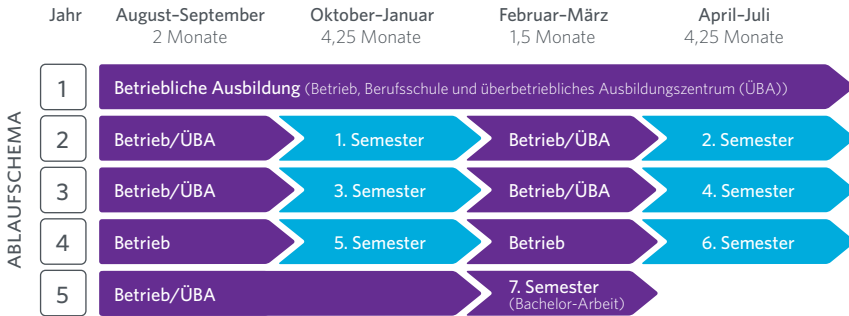 Jahr
August–September
2 Monate
Oktober–Januar
4,25 Monate
Februar–März
1,5 Monate
April–Juli
4,25 Monate
ABLAUFSCHEMA
1
Betriebliche Ausbildung (Betrieb, Berufsschule und überbetriebliches Ausbildungszentrum (ÜBA))
2
Betrieb/ÜBA
1. Semester
Betrieb/ÜBA
2. Semester
3
Betrieb/ÜBA
3. Semester
Betrieb/ÜBA
4. Semester
4
Betrieb
5. Semester
Betrieb
6. Semester
5
Betrieb/ÜBA
7. Semester
(Bachelor-Arbeit)